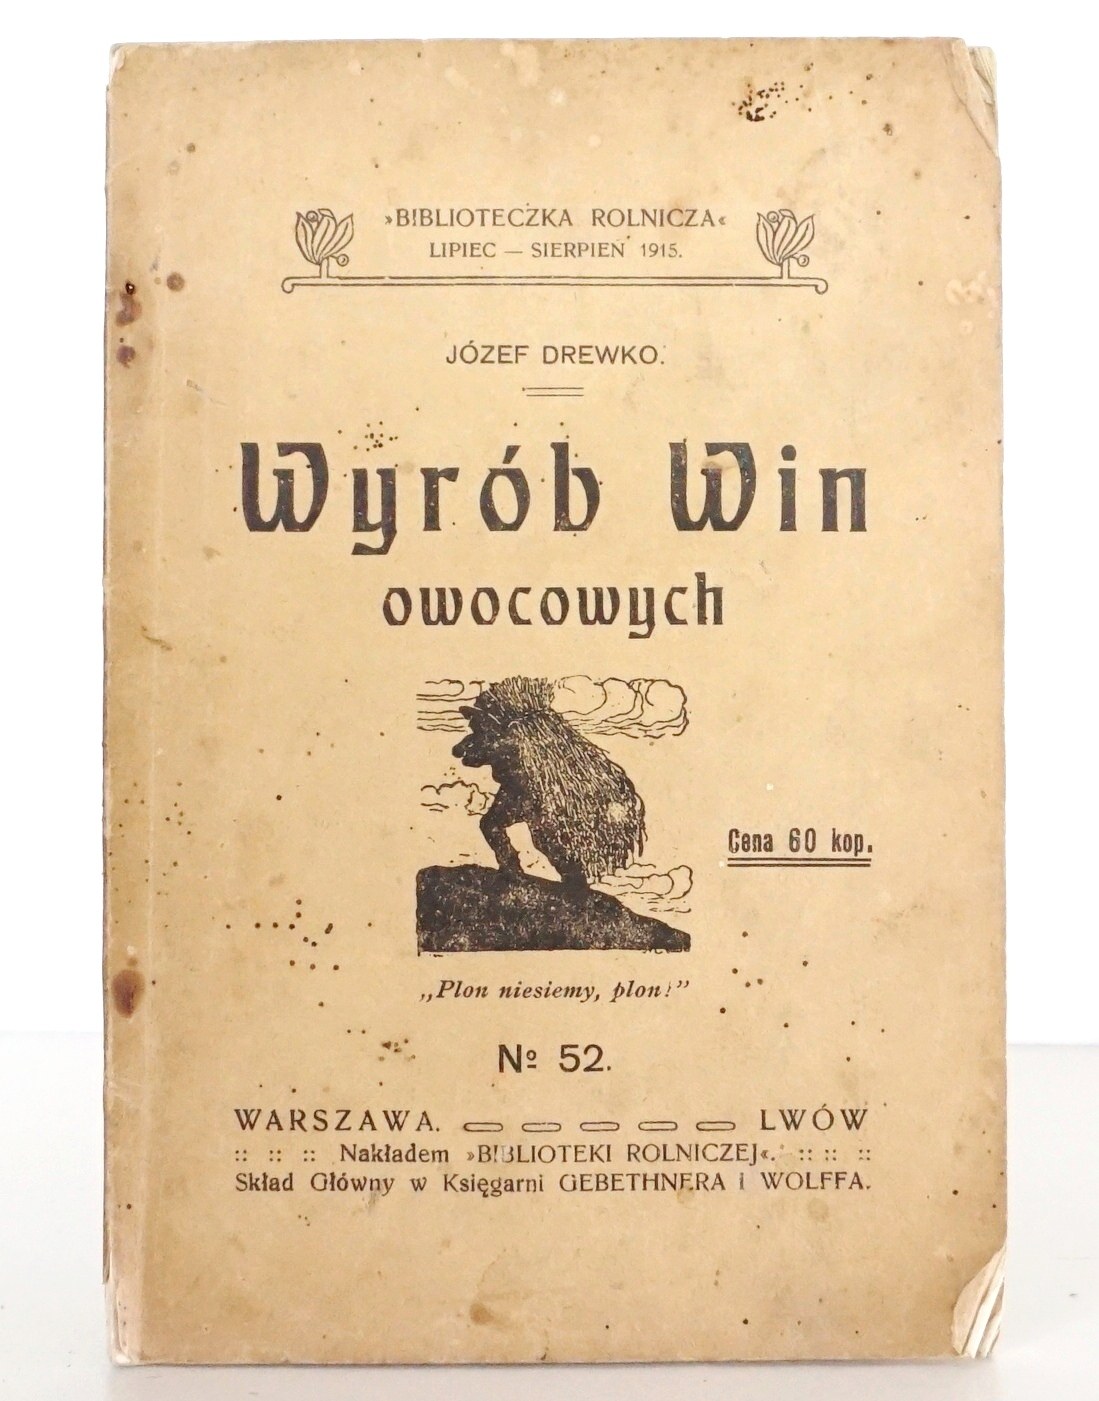 »BIBLIOTECZKA ROLNICZA«
LIPIEC — SIERPIEŃ 1915.
JÓZEF DREWKO.
Wyrób Win
owocowych
Cena 60 kop.
„Plon niesiemy, plon!”
№ 52.
WARSZAWA. LWÓW
:: :: :: Nakładem »BIBLIOTEKI ROLNICZEJ«. :: :: ::
Skład Główny w Księgarni GEBETHNERA i WOLFFA.